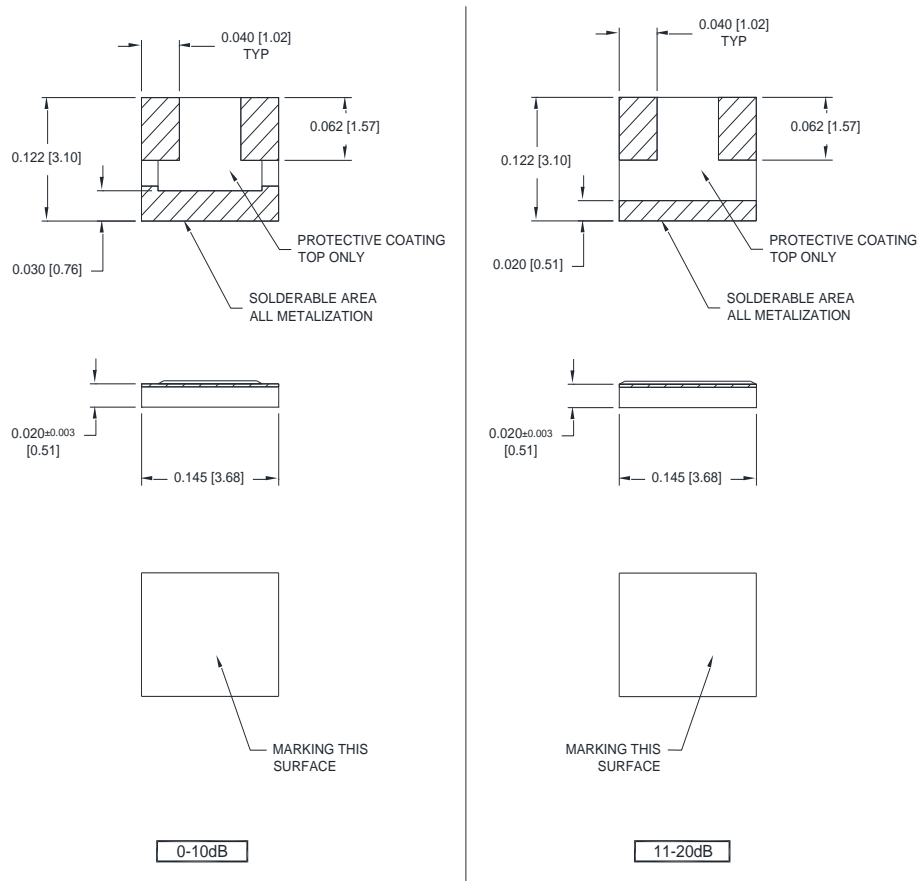 0.040 [1.02]
TYP
0.062 [1.57]
0.122 [3.10]
PROTECTIVE COATING
TOP ONLY
0.030 [0.76]
SOLDERABLE AREA
ALL METALIZATION
0.020±0.003
[0.51]
0.145 [3.68]
MARKING THIS
SURFACE
0-10dB
0.040 [1.02]
TYP
0.062 [1.57]
0.122 [3.10]
PROTECTIVE COATING
TOP ONLY
0.020 [0.51]
SOLDERABLE AREA
ALL METALIZATION
0.020±0.003
[0.51]
0.145 [3.68]
MARKING THIS
SURFACE
11-20dB